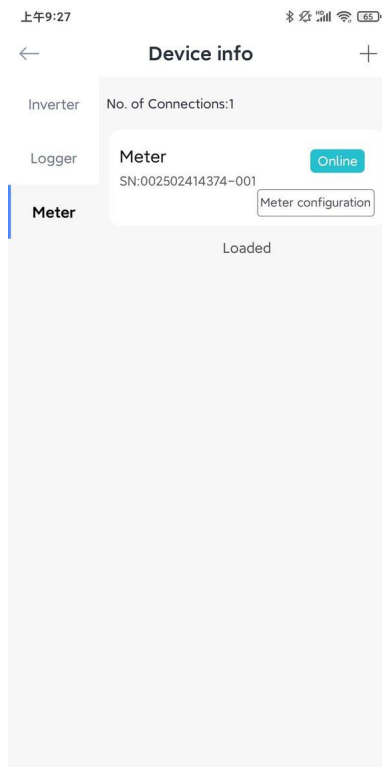 上午9:27
HD
65
Device info
Inverter
No. of Connections:1
Logger
Meter
Online
SN:002502414374-001
Meter configuration
Meter
Loaded